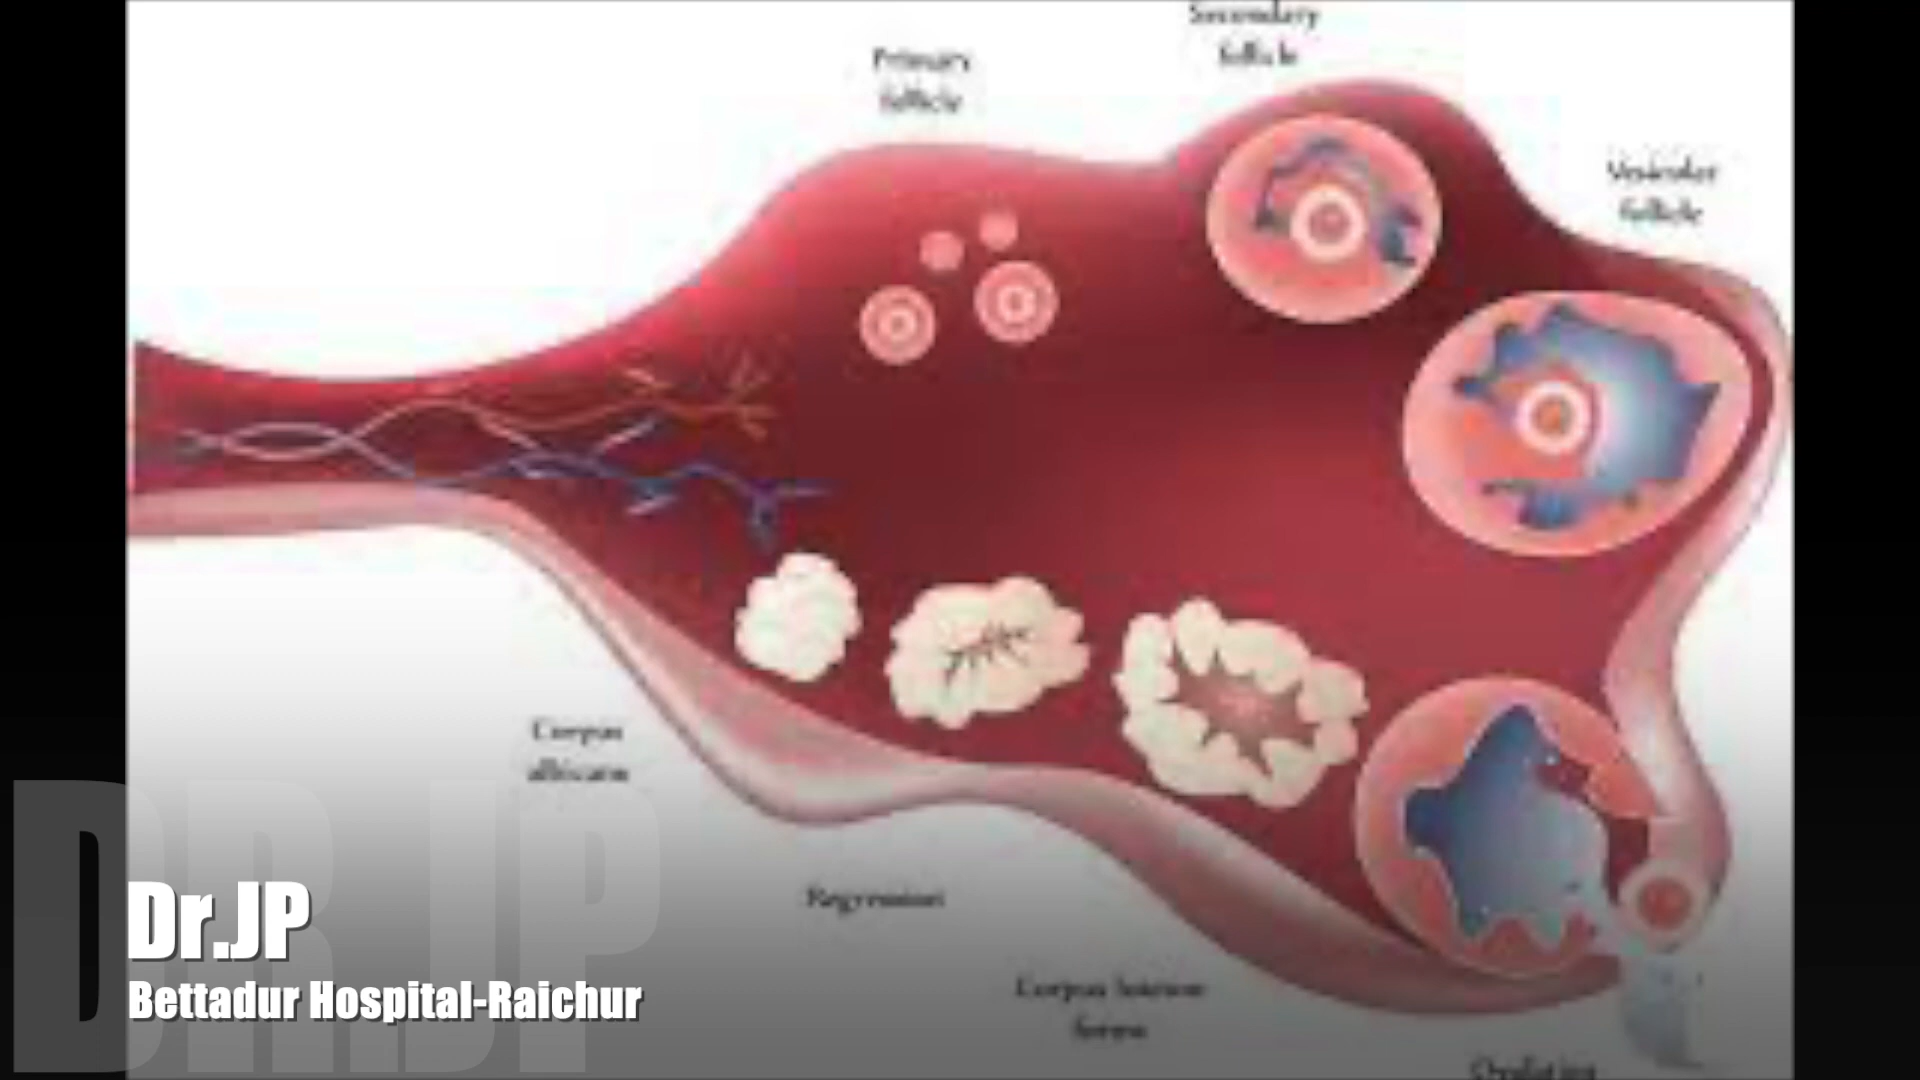 Secondary
follicle
Primary
follicle
Vesicular
follicle
Corpus
albicans
Regression
Corpus luteum
forms
Ovulation
DR.JP
Dr.JP
Bettadur Hospital-Raichur